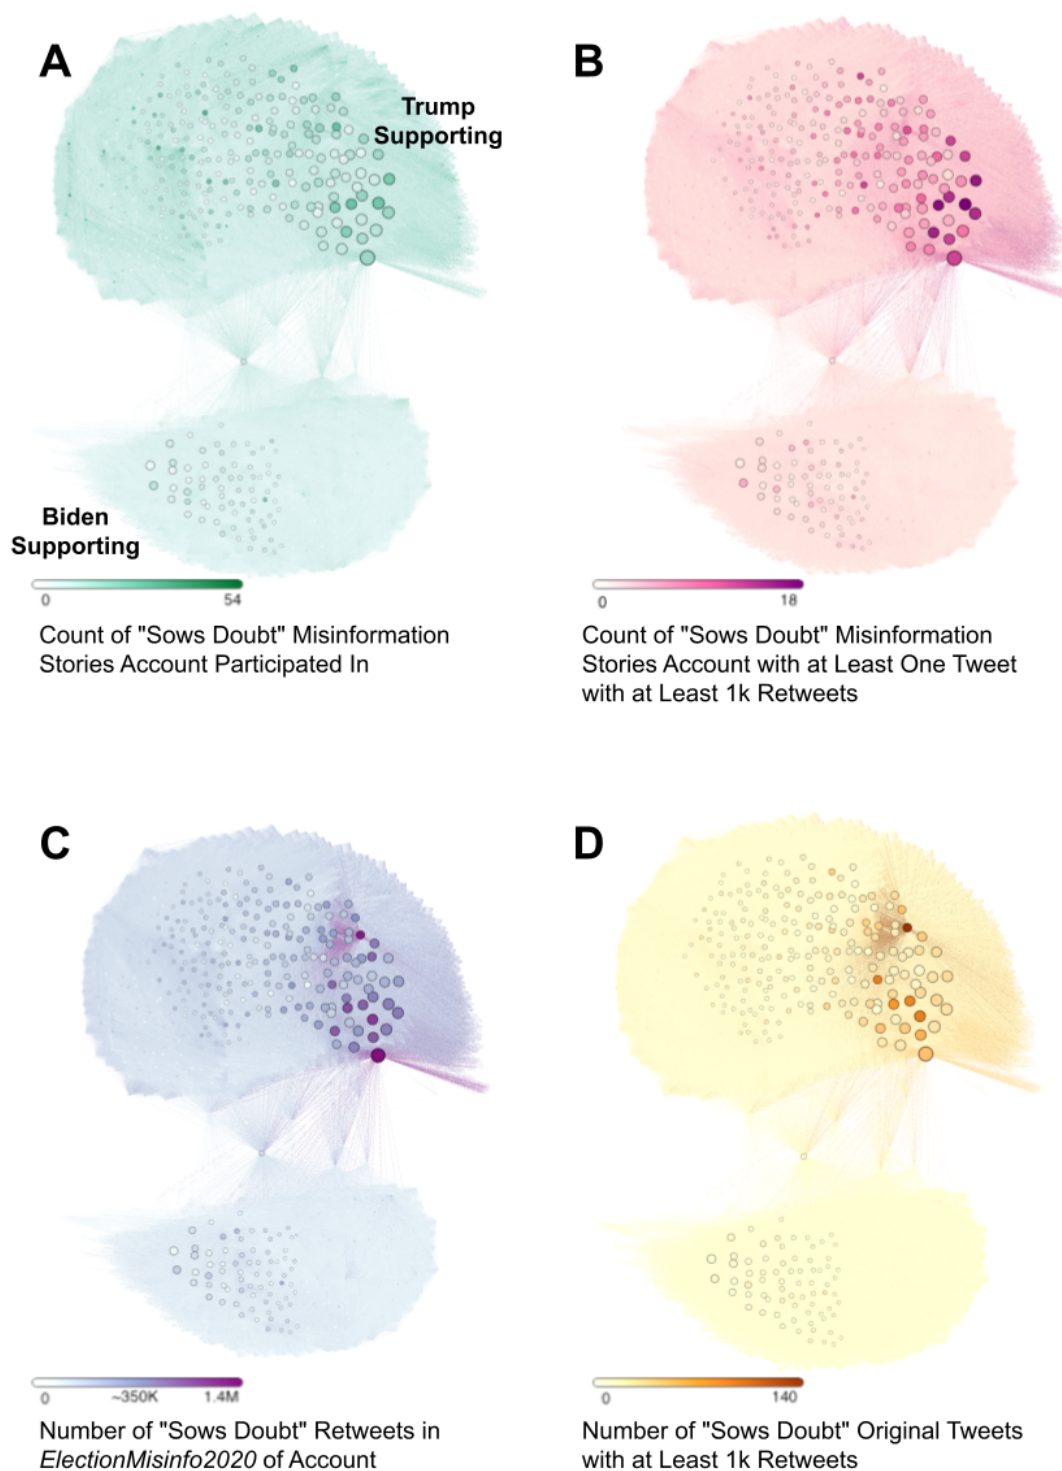 A
Trump
Supporting
Biden
Supporting
0 54
Count of "Sows Doubt" Misinformation
Stories Account Participated In
B
0 18
Count of "Sows Doubt" Misinformation
Stories Account with at Least One Tweet
with at Least 1k Retweets
C
0 ~350K 1.4M
Number of "Sows Doubt" Retweets in
ElectionMisinfo2020 of Account
D
0 140
Number of "Sows Doubt" Original Tweets
with at Least 1k Retweets